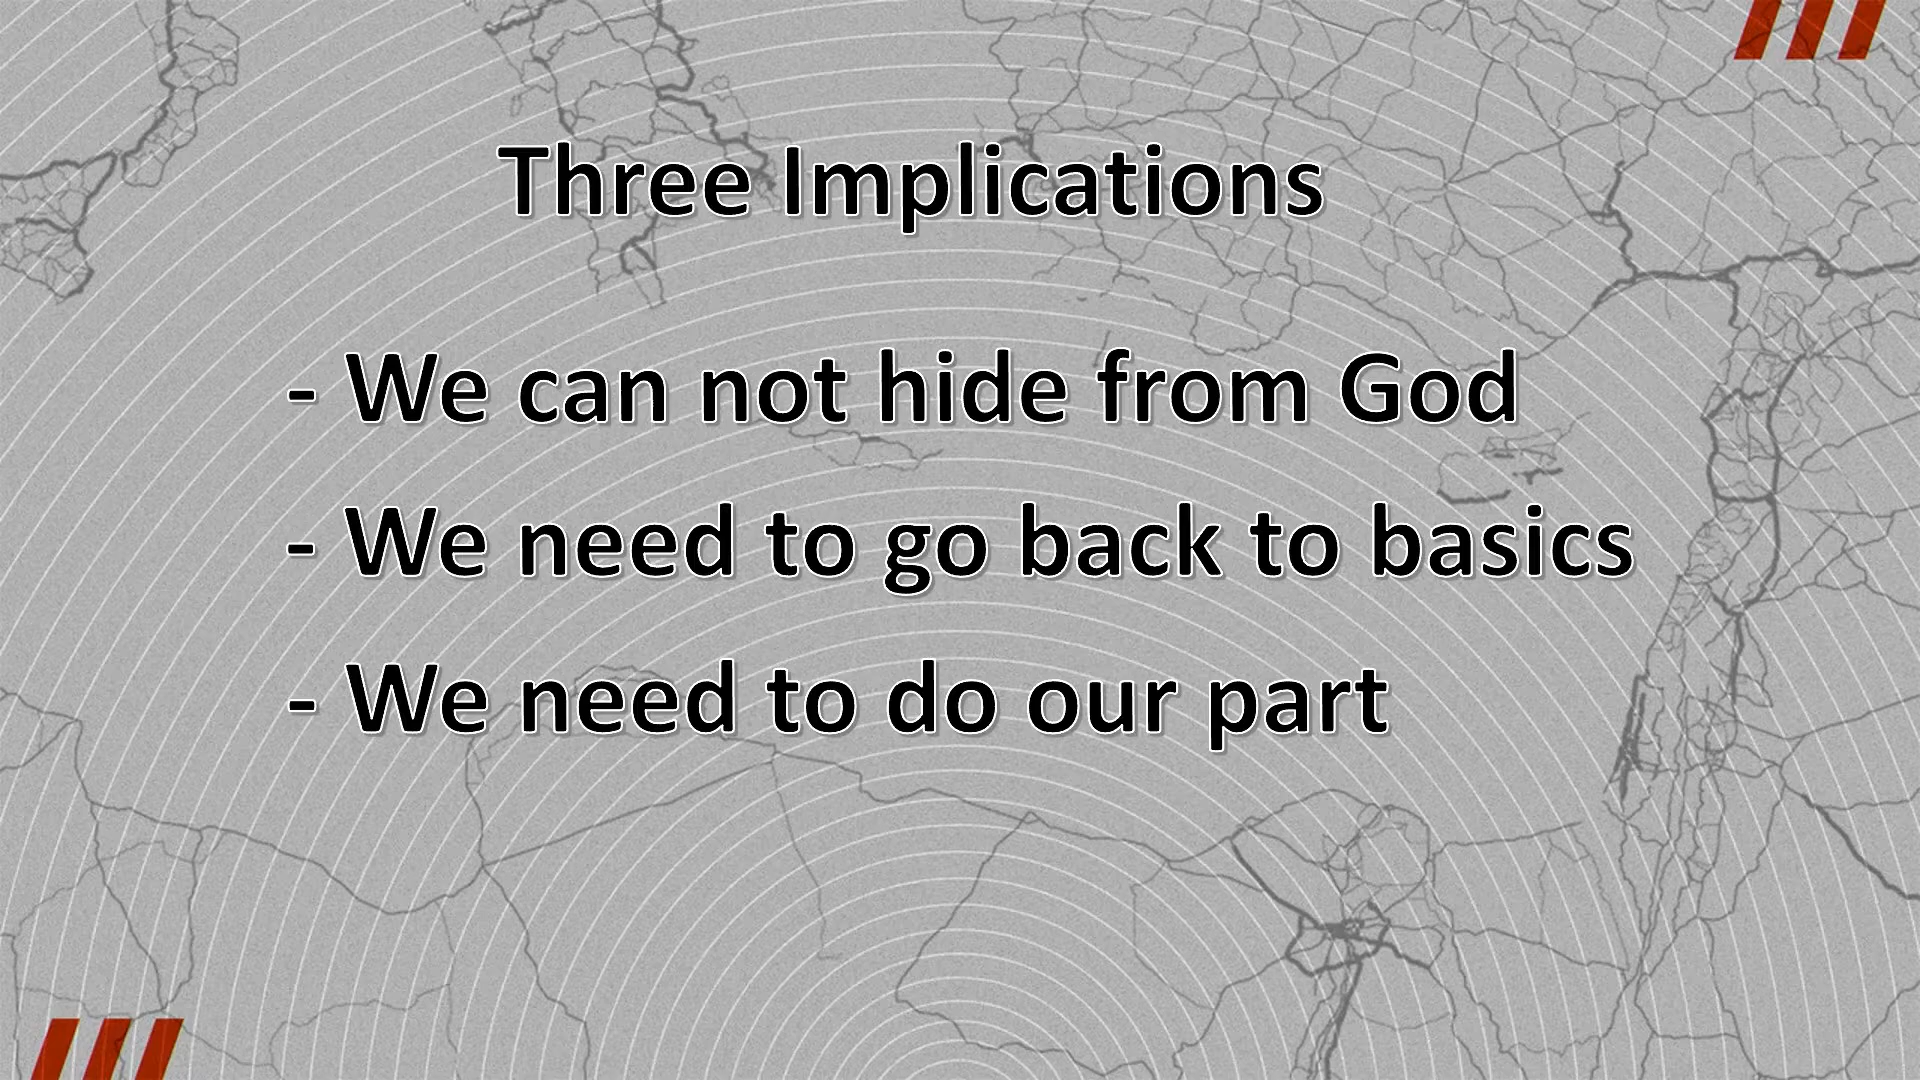 Three Implications
- We can not hide from God
- We need to go back to basics
- We need to do our part